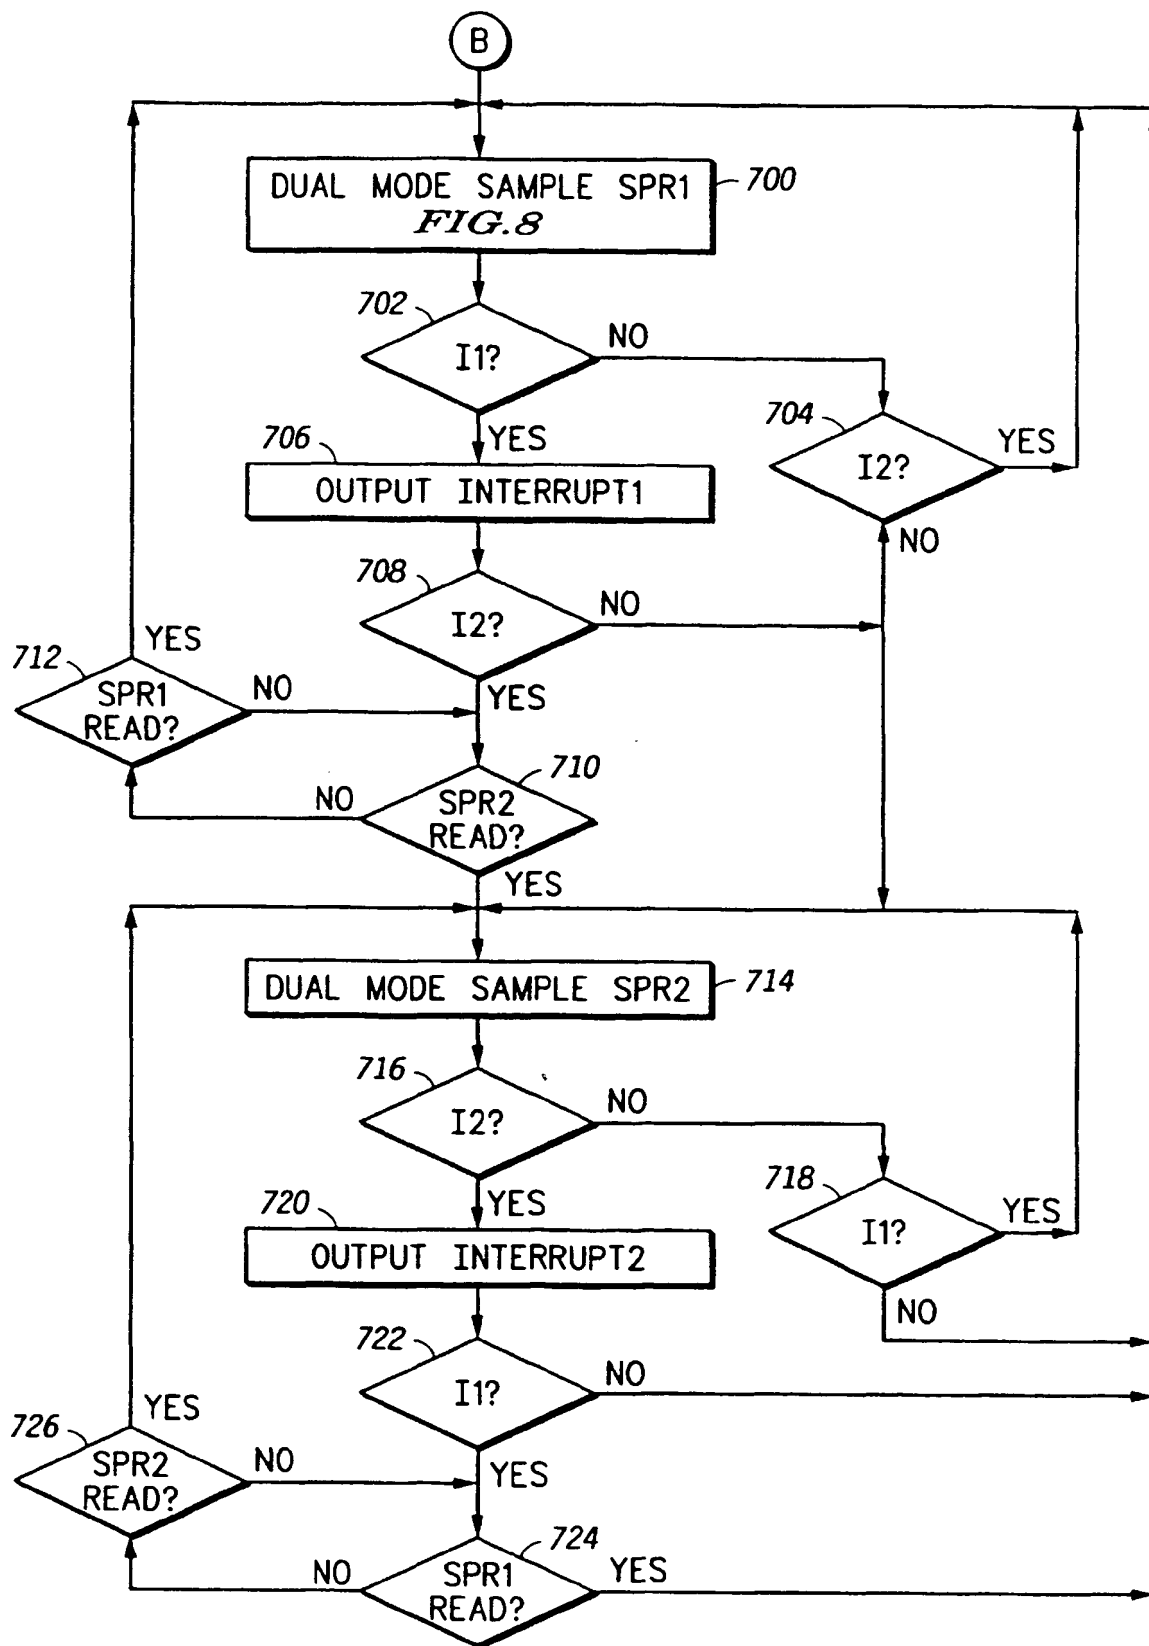 B
DUAL MODE SAMPLE SPR1
FIG.8
700
702
I1?
NO
704
I2?
YES
NO
YES
706
OUTPUT INTERRUPT1
708
I2?
NO
YES
712
YES
SPR1
READ?
NO
710
SPR2
READ?
NO
YES
DUAL MODE SAMPLE SPR2
714
716
I2?
NO
718
I1?
YES
NO
YES
720
OUTPUT INTERRUPT2
722
I1?
NO
YES
726
YES
SPR2
READ?
NO
724
SPR1
READ?
NO
YES